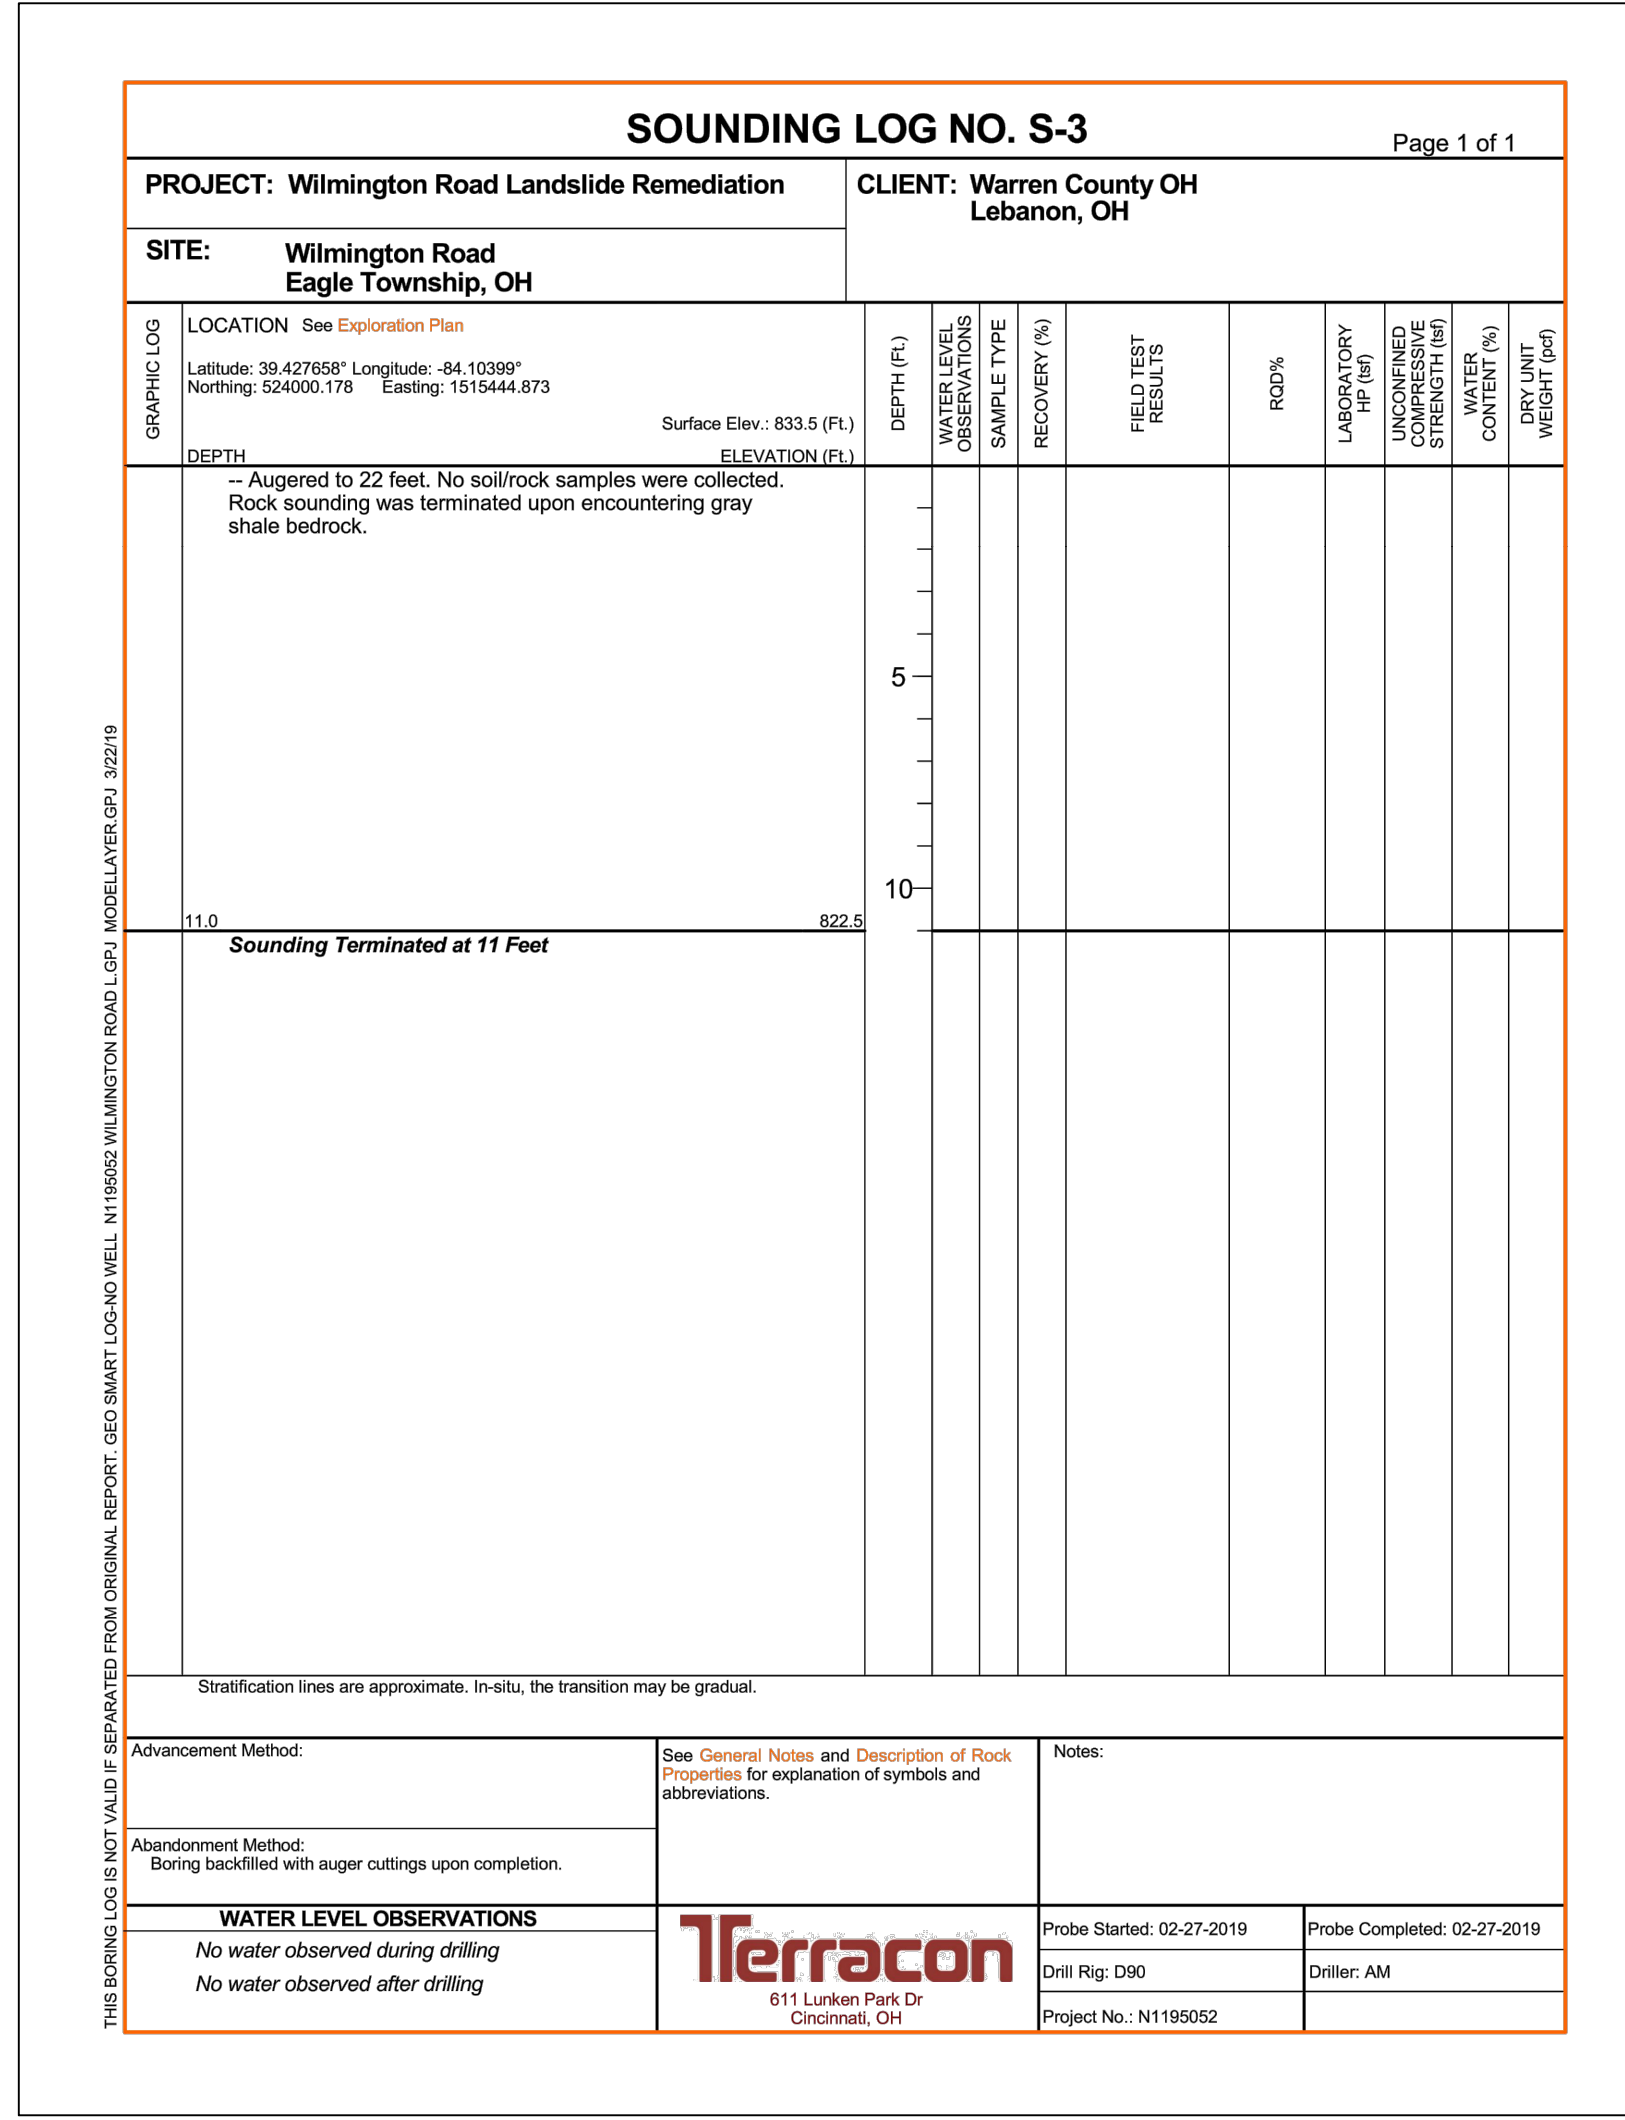 SOUNDING LOG NO. S-3
Page 1 of 1
PROJECT: Wilmington Road Landslide Remediation
CLIENT: Warren County OH
Lebanon, OH
SITE: Wilmington Road
Eagle Township, OH
GRAPHIC LOG
LOCATION See Exploration Plan
Latitude: 39.427658° Longitude: -84.10399°
Northing: 524000.178 Easting: 1515444.873
Surface Elev.: 833.5 (Ft.)
DEPTH ELEVATION (Ft.)
DEPTH (Ft.)
WATER LEVEL
OBSERVATIONS
SAMPLE TYPE
RECOVERY (%)
FIELD TEST
RESULTS
RQD%
LABORATORY
HP (tsf)
UNCONFINED
COMPRESSIVE
STRENGTH (tsf)
WATER
CONTENT (%)
DRY UNIT
WEIGHT (pcf)
-- Augered to 22 feet. No soil/rock samples were collected.
Rock sounding was terminated upon encountering gray
shale bedrock.
5
10
11.0 822.5
Sounding Terminated at 11 Feet
Stratification lines are approximate. In-situ, the transition may be gradual.
Advancement Method:
See General Notes and Description of Rock
Properties for explanation of symbols and
abbreviations.
Notes:
Abandonment Method:
Boring backfilled with auger cuttings upon completion.
WATER LEVEL OBSERVATIONS
No water observed during drilling
No water observed after drilling
Terracon
611 Lunken Park Dr
Cincinnati, OH
Probe Started: 02-27-2019
Probe Completed: 02-27-2019
Drill Rig: D90
Driller: AM
Project No.: N1195052
THIS BORING LOG IS NOT VALID IF SEPARATED FROM ORIGINAL REPORT. GEO SMART LOG-NO WELL N1195052 WILMINGTON ROAD L.GPJ MODELLAYER.GPJ 3/22/19